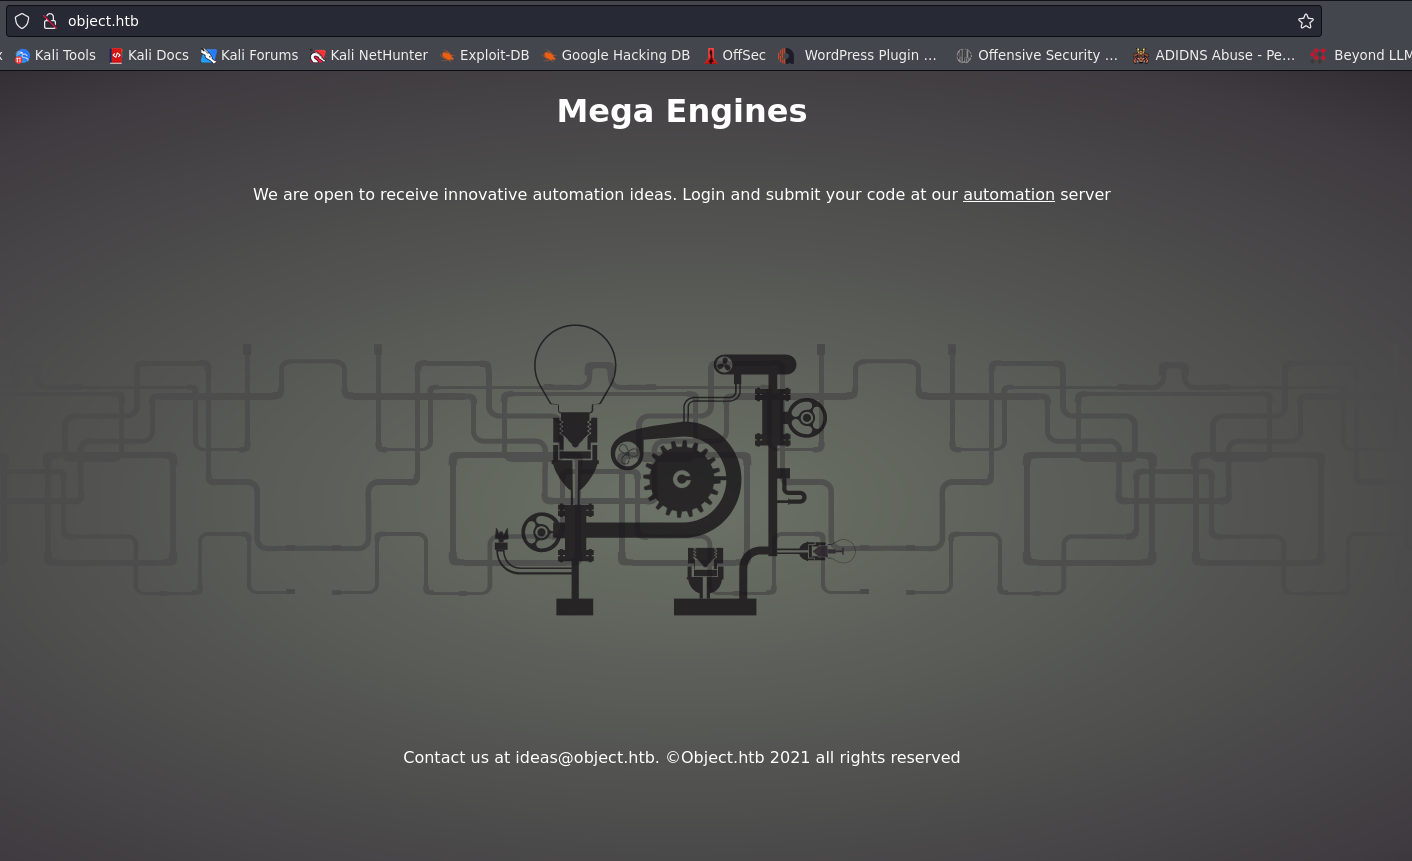 object.htb
Kali Tools Kali Docs Kali Forums Kali NetHunter Exploit-DB Google Hacking DB OffSec WordPress Plugin … Offensive Security … ADIDNS Abuse - Pe… Beyond LLM
Mega Engines
We are open to receive innovative automation ideas. Login and submit your code at our automation server
Contact us at ideas@object.htb. ©Object.htb 2021 all rights reserved